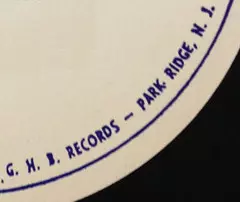 . G. H. B. RECORDS — PARK RIDGE, N. J.